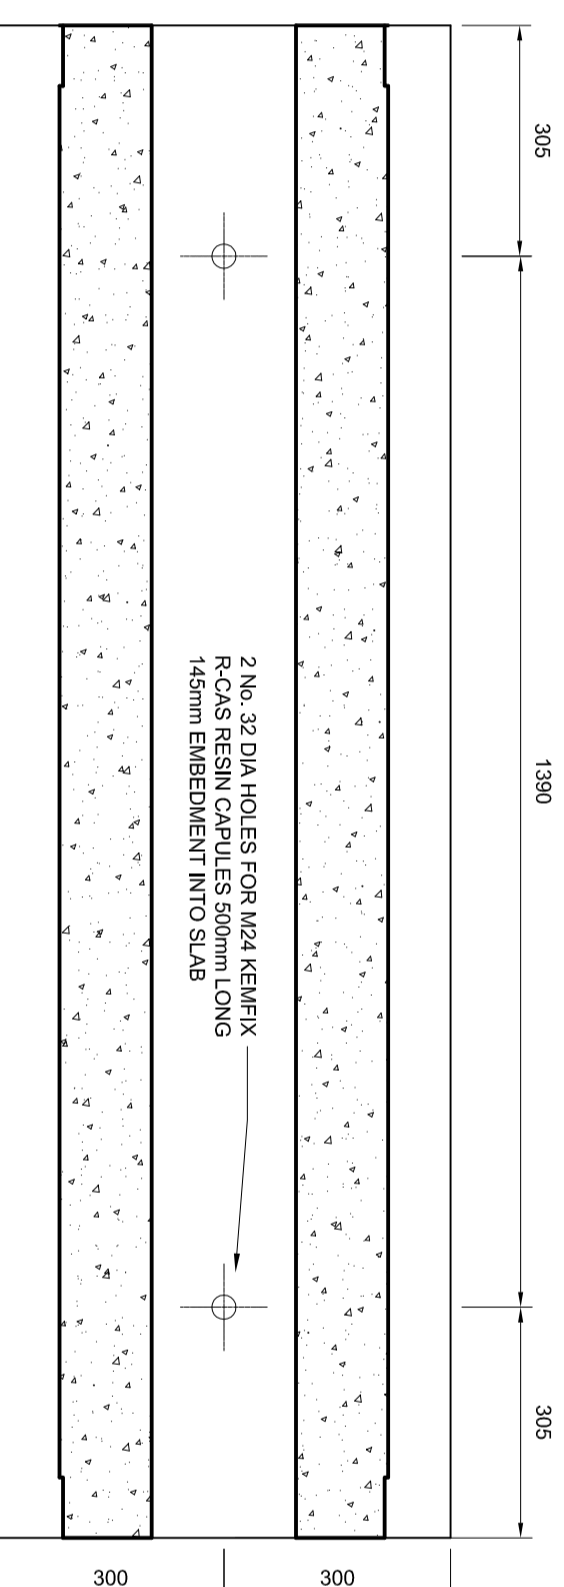 305
1390
2 No. 32 DIA HOLES FOR M24 KEMFIX
R-CAS RESIN CAPULES 500mm LONG
145mm EMBEDMENT INTO SLAB
305
300
300